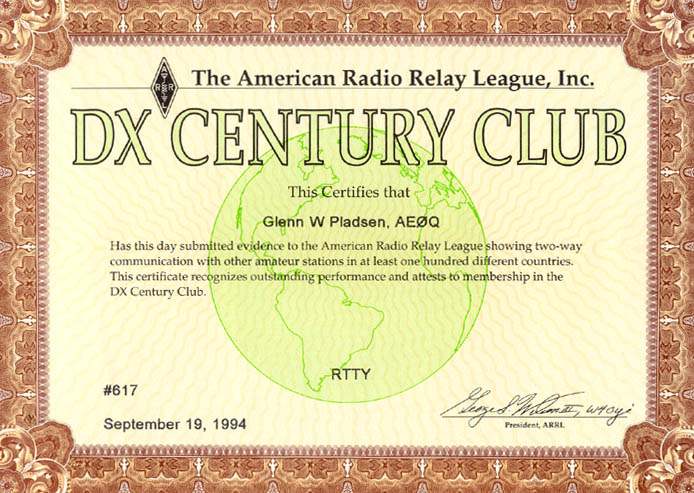 The American Radio Relay League, Inc.
DX CENTURY CLUB
This Certifies that
Glenn W Pladsen, AEØQ
Has this day submitted evidence to the American Radio Relay League showing two-way
communication with other amateur stations in at least one hundred different countries.
This certificate recognizes outstanding performance and attests to membership in the
DX Century Club.
RTTY
#617
September 19, 1994
President, ARRL